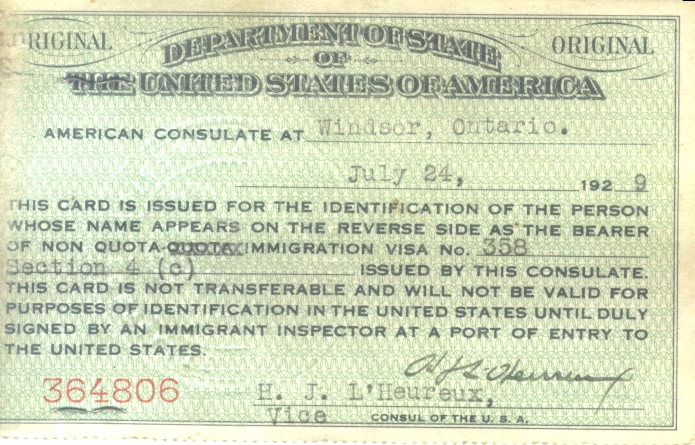 ORIGINAL
DEPARTMENT OF STATE
ORIGINAL
OF
THE UNITED STATES OF AMERICA
AMERICAN CONSULATE AT Windsor, Ontario.
July 24, 1929
THIS CARD IS ISSUED FOR THE IDENTIFICATION OF THE PERSON
WHOSE NAME APPEARS ON THE REVERSE SIDE AS THE BEARER
OF NON QUOTA-QUOTA IMMIGRATION VISA No. 358
Section 4 (c) ISSUED BY THIS CONSULATE.
THIS CARD IS NOT TRANSFERABLE AND WILL NOT BE VALID FOR
PURPOSES OF IDENTIFICATION IN THE UNITED STATES UNTIL DULY
SIGNED BY AN IMMIGRANT INSPECTOR AT A PORT OF ENTRY TO
THE UNITED STATES.
364806
H. J. L'Heureux,
Vice CONSUL OF THE U. S. A.